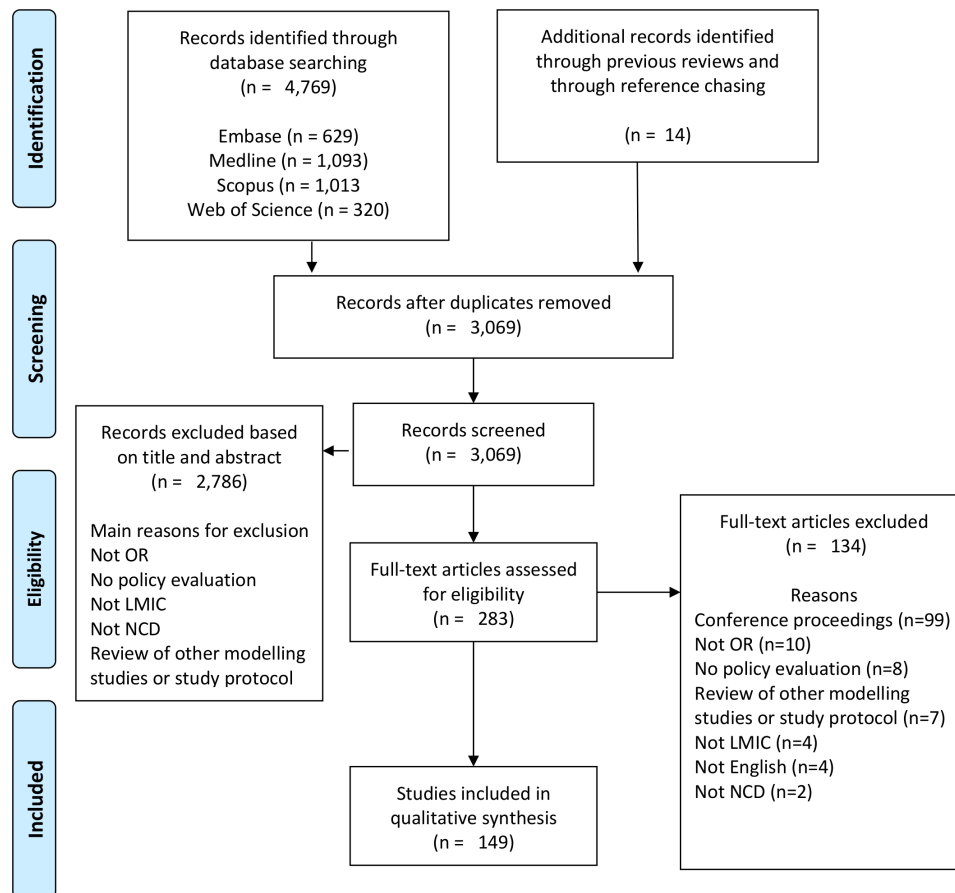 Identification
Records identified through
database searching
(n = 4,769)
Embase (n = 629)
Medline (n = 1,093)
Scopus (n = 1,013
Web of Science (n = 320)
Additional records identified
through previous reviews and
through reference chasing
(n = 14)
Screening
Records after duplicates removed
(n = 3,069)
Records screened
(n = 3,069)
Records excluded based
on title and abstract
(n = 2,786)
Main reasons for exclusion
Not OR
No policy evaluation
Not LMIC
Not NCD
Review of other modelling
studies or study protocol
Eligibility
Full-text articles assessed
for eligibility
(n = 283)
Full-text articles excluded
(n = 134)
Reasons
Conference proceedings (n=99)
Not OR (n=10)
No policy evaluation (n=8)
Review of other modelling
studies or study protocol (n=7)
Not LMIC (n=4)
Not English (n=4)
Not NCD (n=2)
Included
Studies included in
qualitative synthesis
(n = 149)